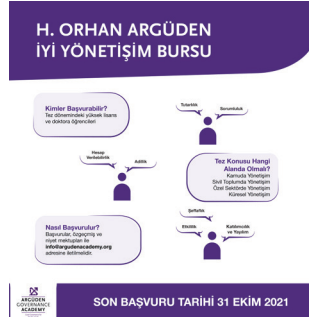 H. ORHAN ARGÜDEN
İYİ YÖNETİŞİM BURSU
Kimler Başvurabilir?
Tez dönemindeki yüksek lisans
ve doktora öğrencileri
Tutarlılık
Sorumluluk
Hesap
Verilebilirlik
Adillik
Tez Konusu Hangi
Alanda Olmalı?
Kamuda Yönetişim
Sivil Toplumda Yönetişim
Özel Sektörde Yönetişim
Küresel Yönetişim
Nasıl Başvurulur?
Başvurular, özgeçmiş ve
niyet mektupları ile
info@argudenacademy.org
adresine iletilmelidir.
Şeffaflık
Etkililik
Katılımcılık
ve Yayılım
ARGÜDEN
GOVERNANCE
ACADEMY
SON BAŞVURU TARİHİ 31 EKİM 2021